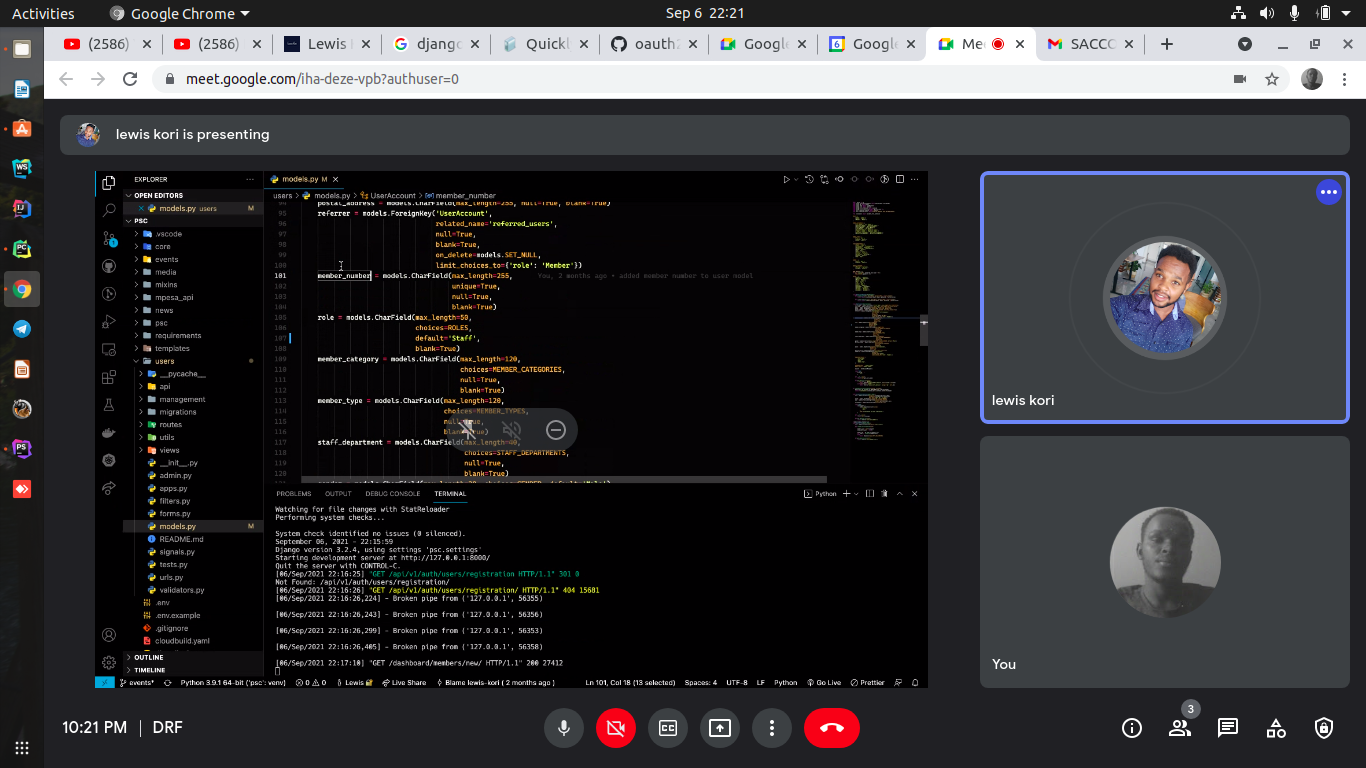 Activities
Google Chrome
Sep 6 22:21
(2586)
(2586)
Lewis
djang
Quickl
oauth
Google
Google
Me
SACCO
meet.google.com/iha-deze-vpb?authuser=0
lewis kori is presenting
EXPLORER
models.py M
OPEN EDITORS
models.py users M
PSC
.vscode
core
events
media
mixins
mpesa_api
news
psc
requirements
templates
users
__pycache__
api
management
migrations
routes
utils
views
__init__.py
admin.py
apps.py
filters.py
forms.py
models.py M
README.md
signals.py
tests.py
urls.py
validators.py
.env
.env.example
.gitignore
cloudbuild.yaml
OUTLINE
TIMELINE
users > models.py > UserAccount > member_number
94 postal_address = models.CharField(max_length=255, null=True, blank=True)
95 referrer = models.ForeignKey('UserAccount',
96 related_name='referred_users',
97 null=True,
98 blank=True,
99 on_delete=models.SET_NULL,
100 limit_choices_to={'role': 'Member'})
101 member_number = models.CharField(max_length=255, You, 2 months ago • added member number to user model
102 unique=True,
103 null=True,
104 blank=True)
105 role = models.CharField(max_length=50,
106 choices=ROLES,
107 default='Staff',
108 blank=True)
109 member_category = models.CharField(max_length=120,
110 choices=MEMBER_CATEGORIES,
111 null=True,
112 blank=True)
113 member_type = models.CharField(max_length=120,
114 choices=MEMBER_TYPES,
115 null=True,
116 blank=True)
117 staff_department = models.CharField(max_length=40,
118 choices=STAFF_DEPARTMENTS,
119 null=True,
120 blank=True)
PROBLEMS OUTPUT DEBUG CONSOLE TERMINAL
Python
Watching for file changes with StatReloader
Performing system checks...
System check identified no issues (0 silenced).
September 06, 2021 - 22:15:59
Django version 3.2.4, using settings 'psc.settings'
Starting development server at http://127.0.0.1:8000/
Quit the server with CONTROL-C.
[06/Sep/2021 22:16:25] "GET /api/v1/auth/users/registration HTTP/1.1" 301 0
Not Found: /api/v1/auth/users/registration/
[06/Sep/2021 22:16:26] "GET /api/v1/auth/users/registration/ HTTP/1.1" 404 15681
[06/Sep/2021 22:16:26,224] - Broken pipe from ('127.0.0.1', 56355)
[06/Sep/2021 22:16:26,243] - Broken pipe from ('127.0.0.1', 56356)
[06/Sep/2021 22:16:26,299] - Broken pipe from ('127.0.0.1', 56353)
[06/Sep/2021 22:16:26,405] - Broken pipe from ('127.0.0.1', 56358)
[06/Sep/2021 22:17:10] "GET /dashboard/members/new/ HTTP/1.1" 200 27412
events* Python 3.9.1 64-bit ('psc': venv) 0 0 Lewis Live Share Blame lewis-kori ( 2 months ago ) Ln 101, Col 18 (13 selected) Spaces: 4 UTF-8 LF Python Go Live Prettier
lewis kori
You
10:21 PM | DRF
3